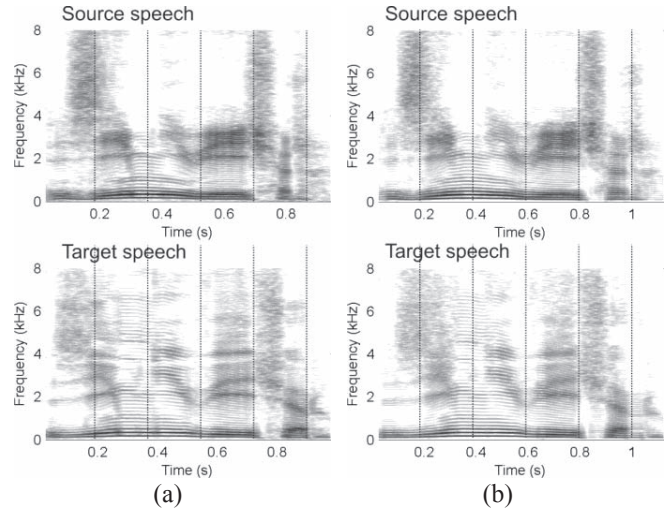 Source speech
Frequency (kHz)
8
6
4
2
0
0.2 0.4 0.6 0.8
Time (s)
Target speech
Frequency (kHz)
8
6
4
2
0
0.2 0.4 0.6 0.8
Time (s)
(a)
Source speech
Frequency (kHz)
8
6
4
2
0
0.2 0.4 0.6 0.8 1
Time (s)
Target speech
Frequency (kHz)
8
6
4
2
0
0.2 0.4 0.6 0.8 1
Time (s)
(b)